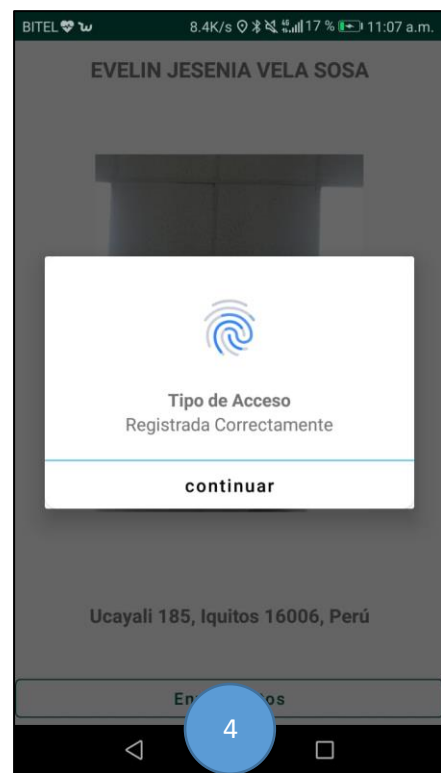 BITEL 8.4K/s 4G 17 % 11:07 a.m.
EVELIN JESENIA VELA SOSA
Tipo de Acceso
Registrada Correctamente
continuar
Ucayali 185, Iquitos 16006, Perú
4